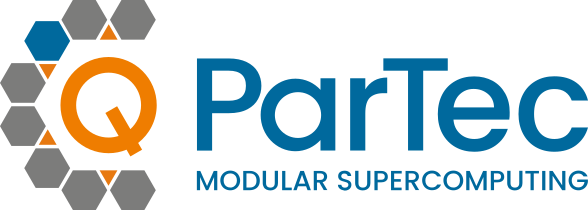 Q
ParTec
MODULAR SUPERCOMPUTING